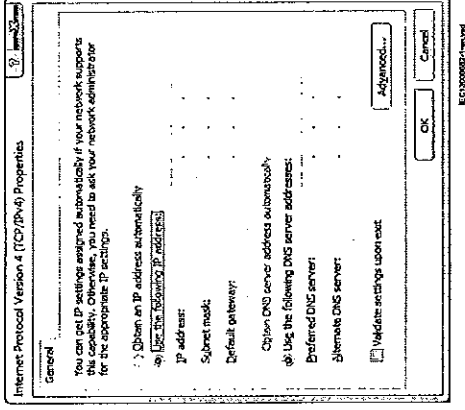 Internet Protocol Version 4 (TCP/IPv4) Properties
General
You can get IP settings assigned automatically if your network supports
this capability. Otherwise, you need to ask your network administrator
for the appropriate IP settings.
Obtain an IP address automatically
Use the following IP address:
IP address:
Subnet mask:
Default gateway:
Obtain DNS server address automatically
Use the following DNS server addresses:
Preferred DNS server:
Alternate DNS server:
Validate settings upon exit
Advanced...
OK
Cancel